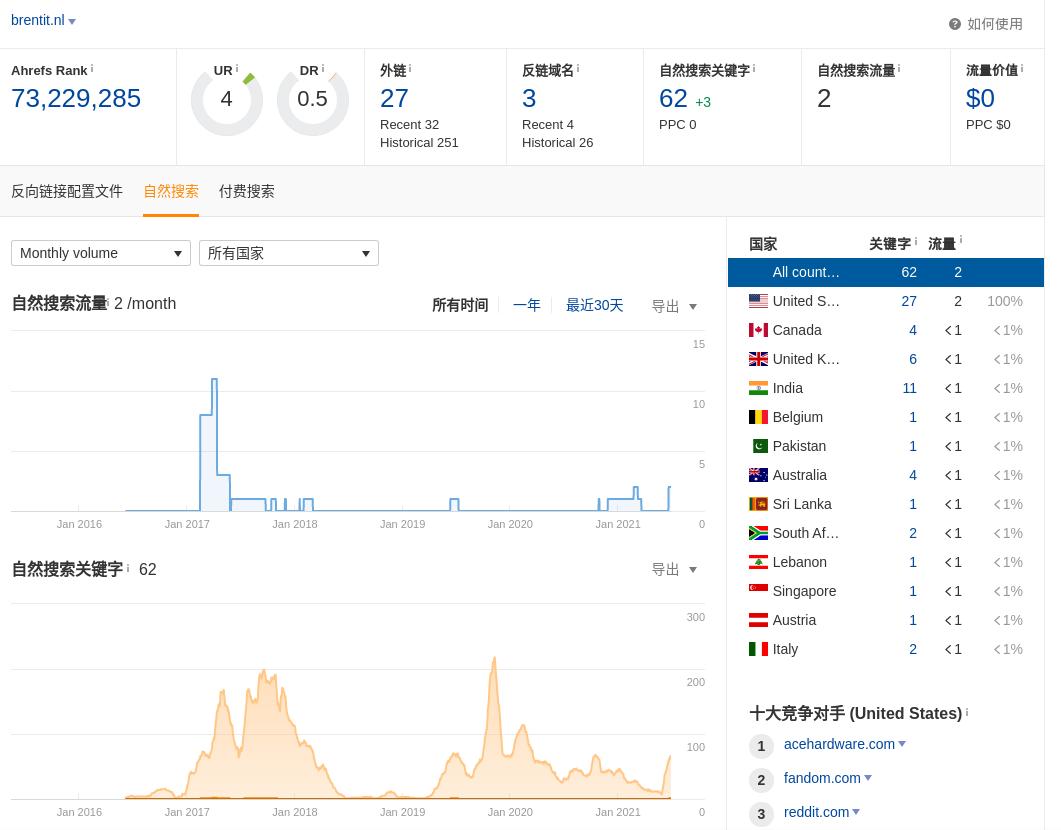 brentit.nl
如何使用
Ahrefs Rank
73,229,285
UR
4
DR
0.5
外链
27
Recent 32
Historical 251
反链域名
3
Recent 4
Historical 26
自然搜索关键字
62 +3
PPC 0
自然搜索流量
2
流量价值
$0
PPC $0
反向链接配置文件 自然搜索 付费搜索
Monthly volume
所有国家
自然搜索流量 2 /month
所有时间 一年 最近30天 导出
15
10
5
Jan 2016 Jan 2017 Jan 2018 Jan 2019 Jan 2020 Jan 2021 0
自然搜索关键字 62
导出
300
200
100
Jan 2016 Jan 2017 Jan 2018 Jan 2019 Jan 2020 Jan 2021 0
国家 关键字 流量
All count... 62 2
United S... 27 2 100%
Canada 4 <1 <1%
United K... 6 <1 <1%
India 11 <1 <1%
Belgium 1 <1 <1%
Pakistan 1 <1 <1%
Australia 4 <1 <1%
Sri Lanka 1 <1 <1%
South Af... 2 <1 <1%
Lebanon 1 <1 <1%
Singapore 1 <1 <1%
Austria 1 <1 <1%
Italy 2 <1 <1%
十大竞争对手 (United States)
1 acehardware.com
2 fandom.com
3 reddit.com